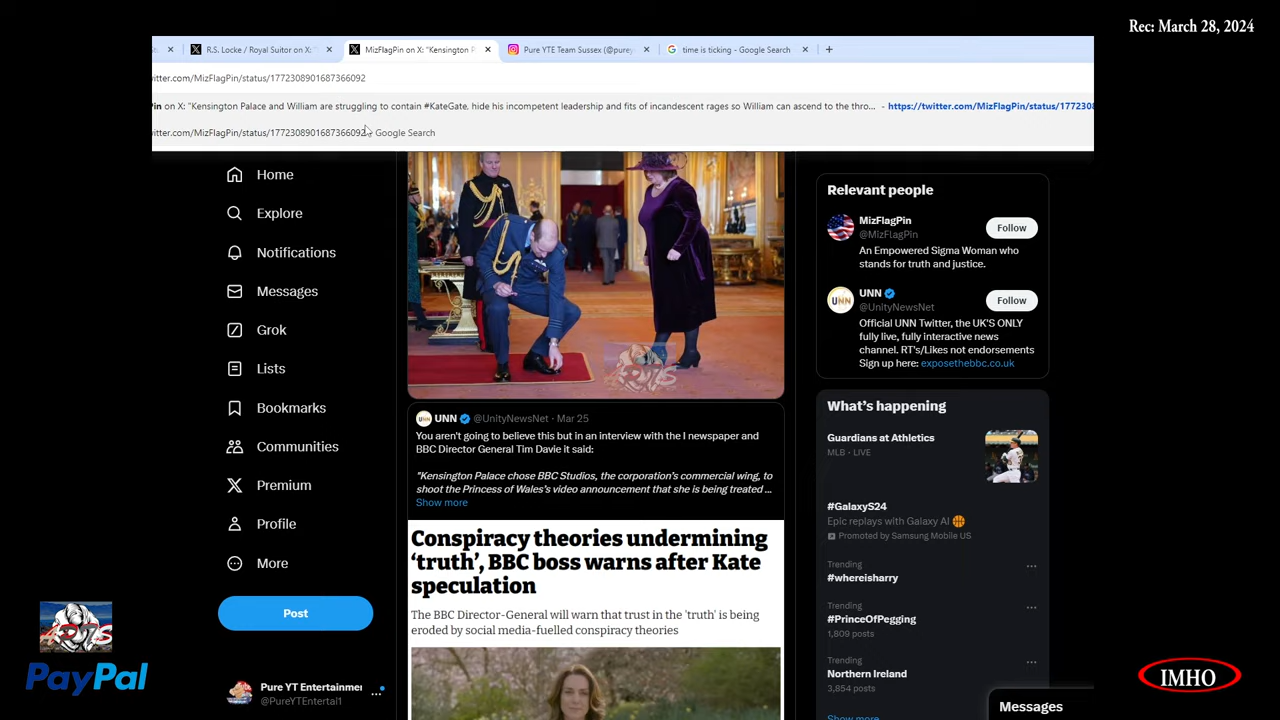 Rec: March 28, 2024
R.S. Locke / Royal Suitor on X: "
MizFlagPin on X: "Kensington P
Pure YTE Team Sussex (@purey
time is ticking - Google Search
itter.com/MizFlagPin/status/1772308901687366092
Pin on X: "Kensington Palace and William are struggling to contain #KateGate, hide his incompetent leadership and fits of incandescent rages so William can ascend to the thro... - https://twitter.com/MizFlagPin/status/177230
itter.com/MizFlagPin/status/1772308901687366092 - Google Search
Home
Explore
Notifications
Messages
Grok
Lists
Bookmarks
Communities
Premium
Profile
More
Post
Pure YT Entertainmen
@PureYTEntertal1
PayPal
UNN @UnityNewsNet · Mar 25
You aren't going to believe this but in an interview with the I newspaper and
BBC Director General Tim Davie it said:
"Kensington Palace chose BBC Studios, the corporation's commercial wing, to
shoot the Princess of Wales's video announcement that she is being treated ...
Show more
Conspiracy theories undermining
'truth', BBC boss warns after Kate
speculation
The BBC Director-General will warn that trust in the 'truth' is being
eroded by social media-fuelled conspiracy theories
Relevant people
MizFlagPin
@MizFlagPin
Follow
An Empowered Sigma Woman who
stands for truth and justice.
UNN
@UnityNewsNet
Follow
Official UNN Twitter, the UK'S ONLY
fully live, fully interactive news
channel. RT's/Likes not endorsements
Sign up here: exposethebbc.co.uk
What's happening
Guardians at Athletics
MLB · LIVE
#GalaxyS24
Epic replays with Galaxy AI
Promoted by Samsung Mobile US
Trending
#whereisharry
Trending
#PrinceOfPegging
1,809 posts
Trending
Northern Ireland
3,854 posts
Show more
Messages
IMHO